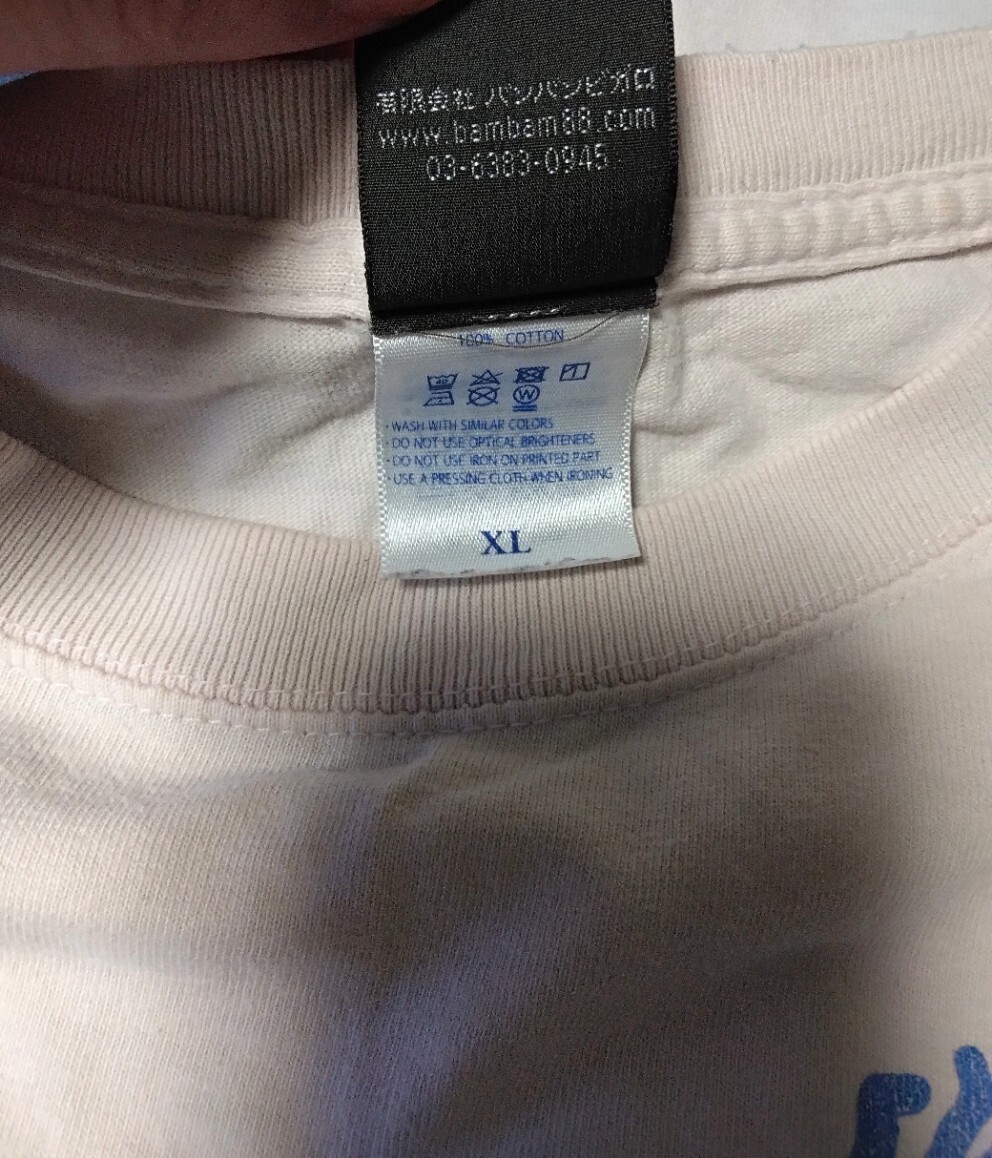 有限会社 バンバンビガロ
www.bambam88.com
03-6383-0945
100% COTTON
40
W
・WASH WITH SIMILAR COLORS
・DO NOT USE OPTICAL BRIGHTENERS
・DO NOT USE IRON ON PRINTED PART
・USE A PRESSING CLOTH WHEN IRONING
XL